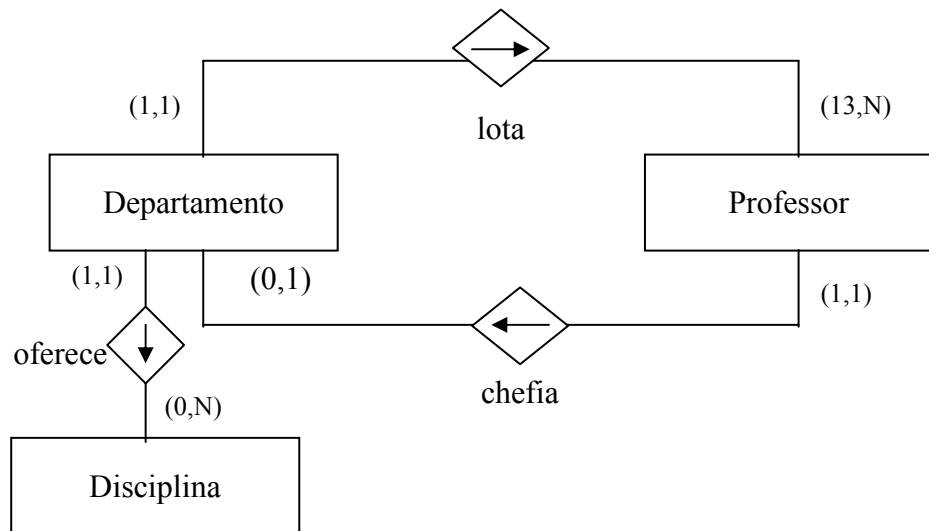 (1,1)
lota
(13,N)
Departamento
Professor
(1,1)
(0,1)
(1,1)
oferece
chefia
(0,N)
Disciplina